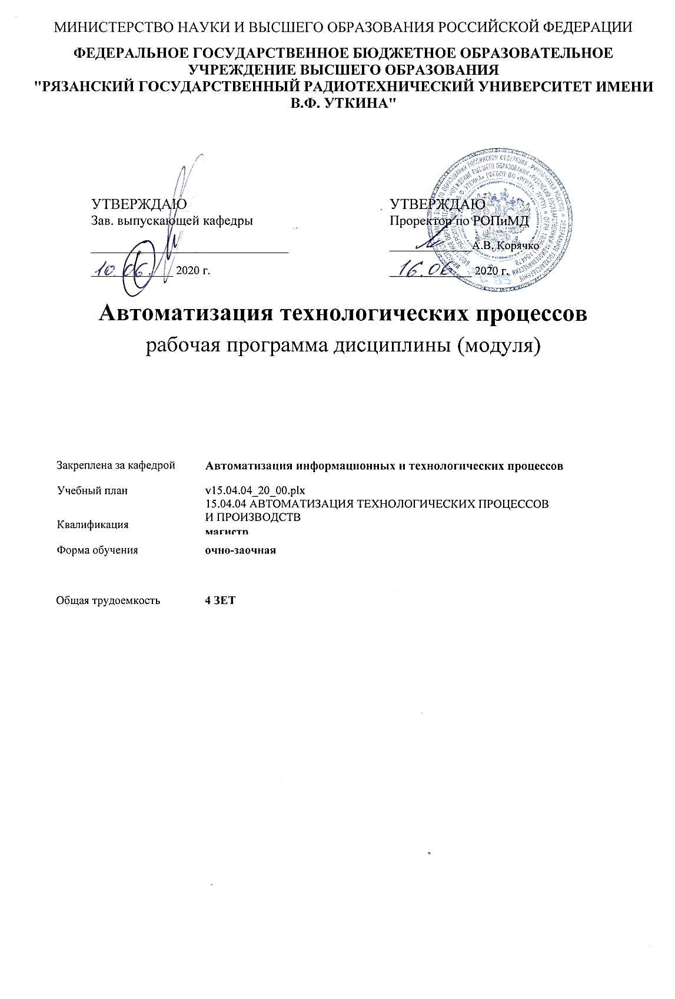 МИНИСТЕРСТВО НАУКИ И ВЫСШЕГО ОБРАЗОВАНИЯ РОССИЙСКОЙ ФЕДЕРАЦИИ
ФЕДЕРАЛЬНОЕ ГОСУДАРСТВЕННОЕ БЮДЖЕТНОЕ ОБРАЗОВАТЕЛЬНОЕ
УЧРЕЖДЕНИЕ ВЫСШЕГО ОБРАЗОВАНИЯ
"РЯЗАНСКИЙ ГОСУДАРСТВЕННЫЙ РАДИОТЕХНИЧЕСКИЙ УНИВЕРСИТЕТ ИМЕНИ
В.Ф. УТКИНА"
УТВЕРЖДАЮ
Зав. выпускающей кафедры
10.06. 2020 г.
УТВЕРЖДАЮ
Проректор по РОПиМД
А.В. Корячко
16.06 2020 г.
Автоматизация технологических процессов
рабочая программа дисциплины (модуля)
Закреплена за кафедрой Автоматизация информационных и технологических процессов
Учебный план v15.04.04_20_00.plx
15.04.04 АВТОМАТИЗАЦИЯ ТЕХНОЛОГИЧЕСКИХ ПРОЦЕССОВ
И ПРОИЗВОДСТВ
Квалификация магистр
Форма обучения очно-заочная
Общая трудоемкость 4 ЗЕТ